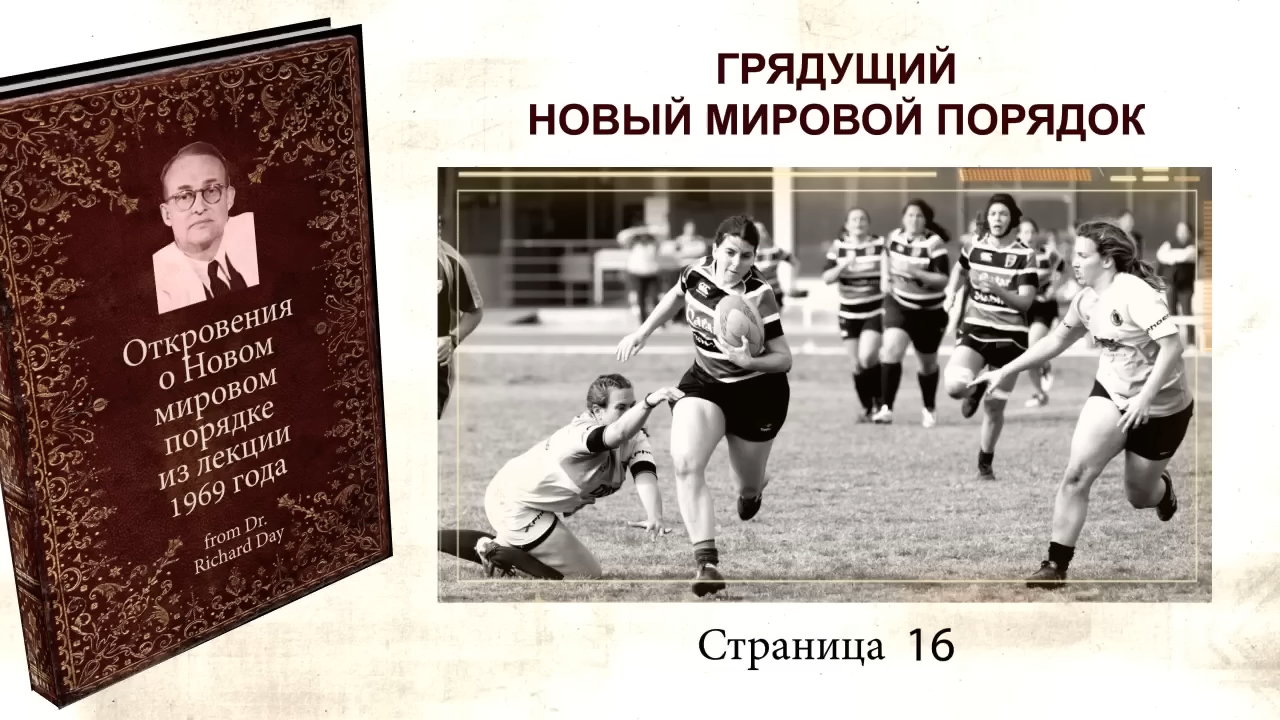 Откровения
о Новом
мировом
порядке
из лекции
1969 года
from Dr.
Richard Day
ГРЯДУЩИЙ
НОВЫЙ МИРОВОЙ ПОРЯДОК
Страница 16